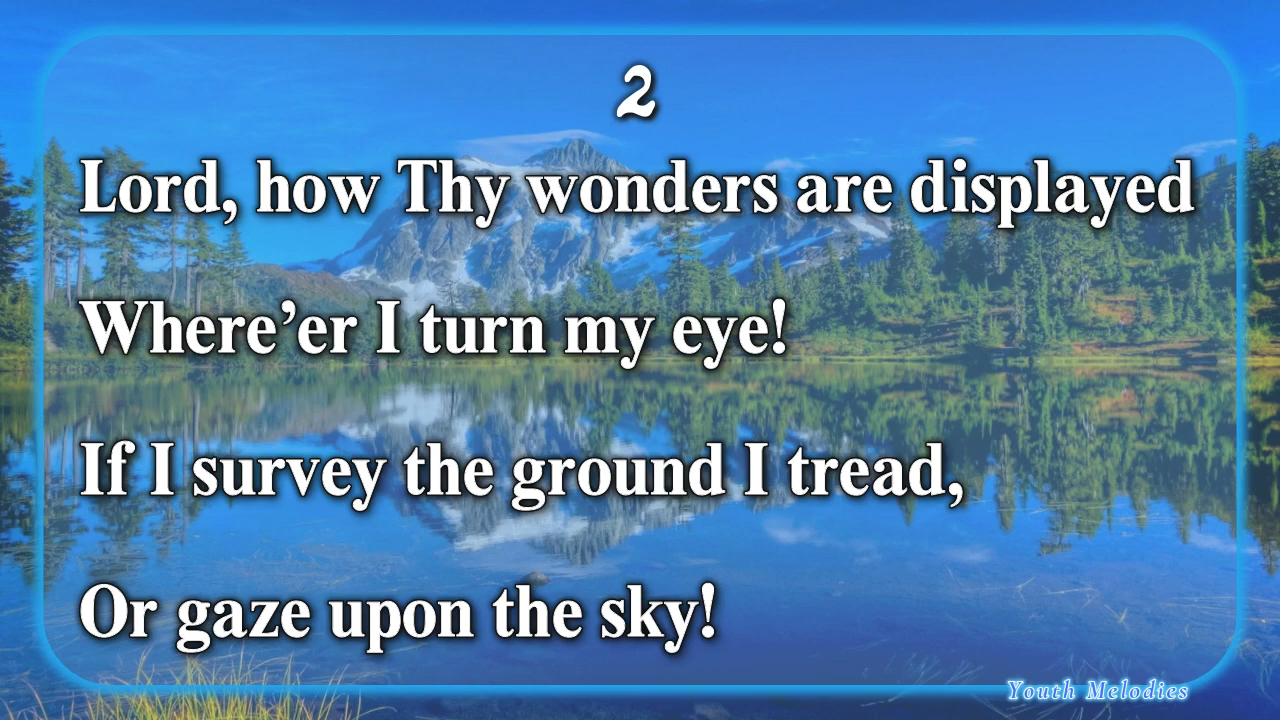 2
Lord, how Thy wonders are displayed
Where’er I turn my eye!
If I survey the ground I tread,
Or gaze upon the sky!
Youth Melodies